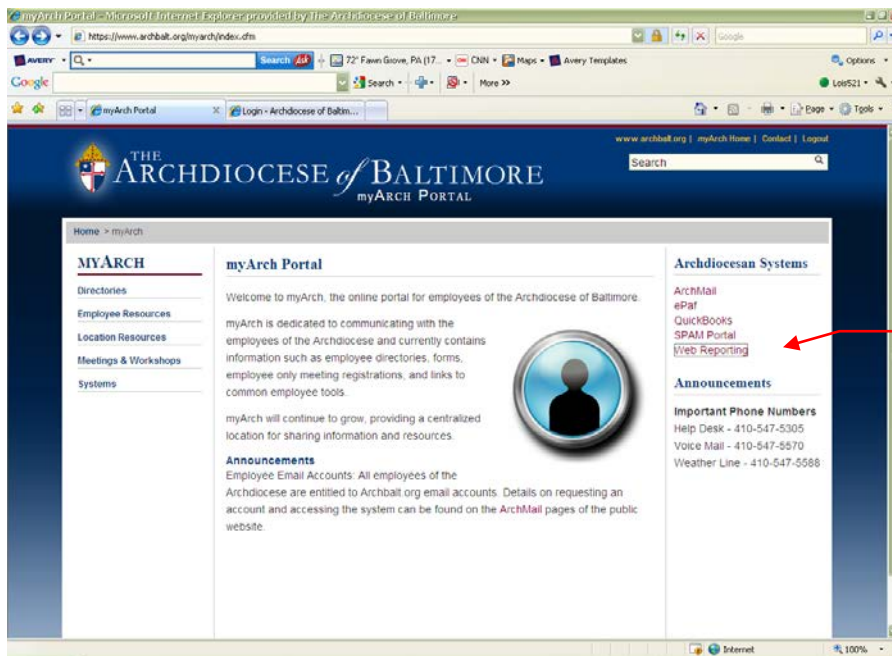 myArch Portal - Microsoft Internet Explorer provided by The Archdiocese of Baltimore
https://www.archbalt.org/myarch/index.cfm
Google
AVERY
Search
72° Fawn Grove, PA (17...
CNN
Maps
Avery Templates
Options
Google
Search
More >>
Lois521
myArch Portal
Login - Archdiocese of Baltim...
Page
Tools
www.archbalt.org | myArch Home | Contact | Logout
Search
THE
ARCHDIOCESE of BALTIMORE
myARCH PORTAL
Home > myArch
MYARCH
Directories
Employee Resources
Location Resources
Meetings & Workshops
Systems
myArch Portal
Welcome to myArch, the online portal for employees of the Archdiocese of Baltimore.
myArch is dedicated to communicating with the
employees of the Archdiocese and currently contains
information such as employee directories, forms,
employee only meeting registrations, and links to
common employee tools.
myArch will continue to grow, providing a centralized
location for sharing information and resources.
Announcements
Employee Email Accounts: All employees of the
Archdiocese are entitled to Archbalt.org email accounts. Details on requesting an
account and accessing the system can be found on the ArchMail pages of the public
website.
Archdiocesan Systems
ArchMail
ePaf
QuickBooks
SPAM Portal
Web Reporting
Announcements
Important Phone Numbers
Help Desk - 410-547-5305
Voice Mail - 410-547-5570
Weather Line - 410-547-5588
Internet
100%